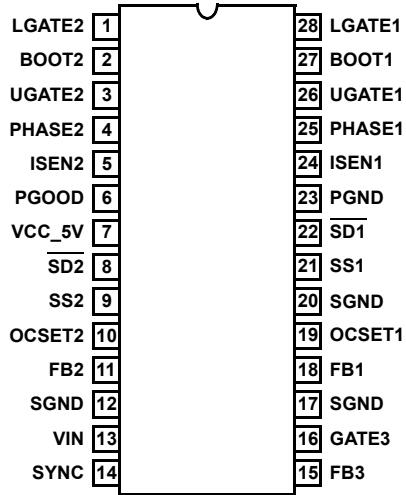 LGATE2 1 28 LGATE1
BOOT2 2 27 BOOT1
UGATE2 3 26 UGATE1
PHASE2 4 25 PHASE1
ISEN2 5 24 ISEN1
PGOOD 6 23 PGND
VCC_5V 7 22 SD1
SD2 8 21 SS1
SS2 9 20 SGND
OCSET2 10 19 OCSET1
FB2 11 18 FB1
SGND 12 17 SGND
VIN 13 16 GATE3
SYNC 14 15 FB3